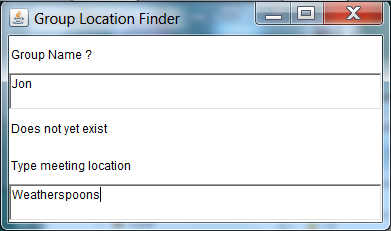 Group Location Finder
Group Name ?
Jon
Does not yet exist
Type meeting location
Weatherspoons